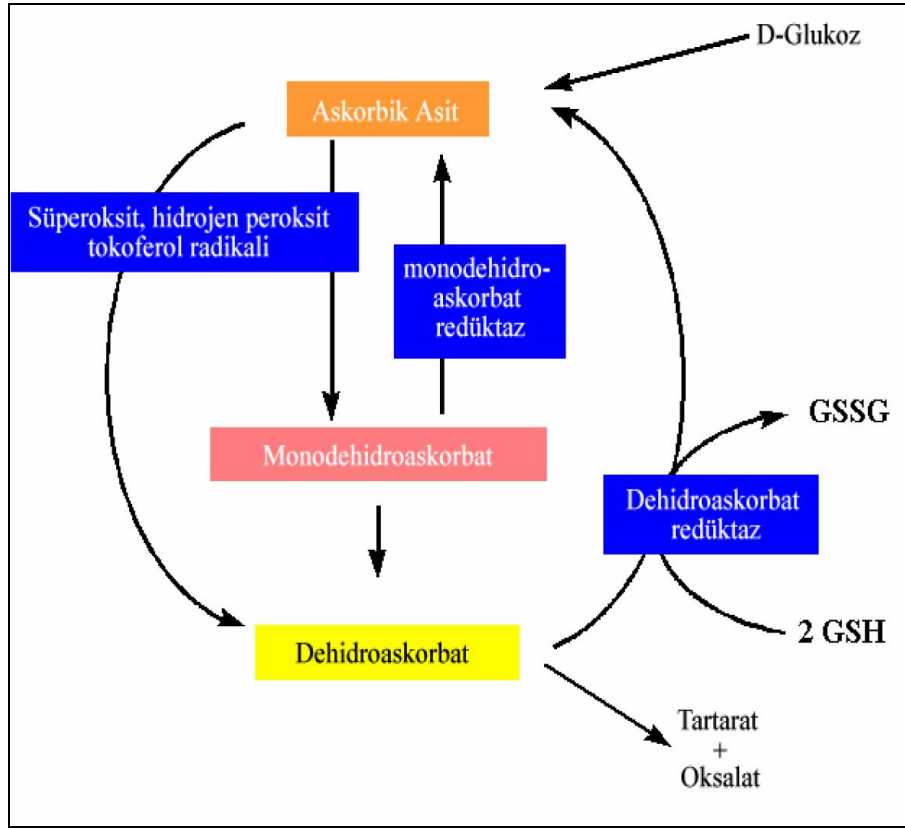 D-Glukoz
Askorbik Asit
Süperoksit, hidrojen peroksit
tokoferol radikali
monodehidro-
askorbat
redüktaz
GSSG
Monodehidroaskorbat
Dehidroaskorbat
redüktaz
2 GSH
Dehidroaskorbat
Tartarat
+
Oksalat